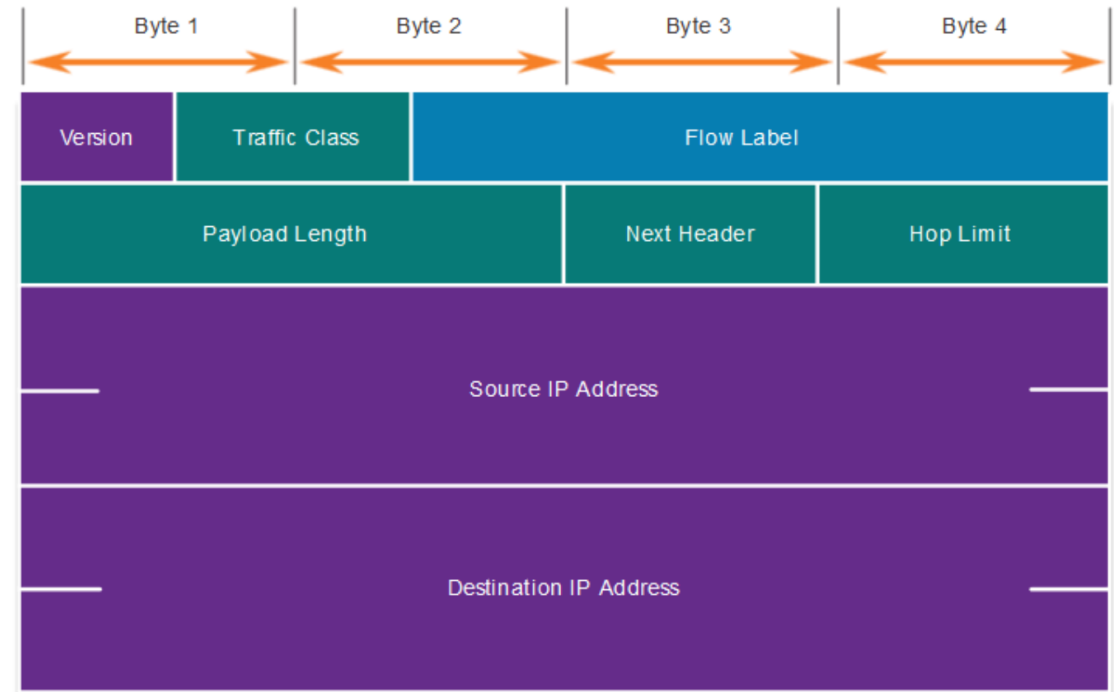 Byte 1
Byte 2
Byte 3
Byte 4
Version
Traffic Class
Flow Label
Payload Length
Next Header
Hop Limit
Source IP Address
Destination IP Address